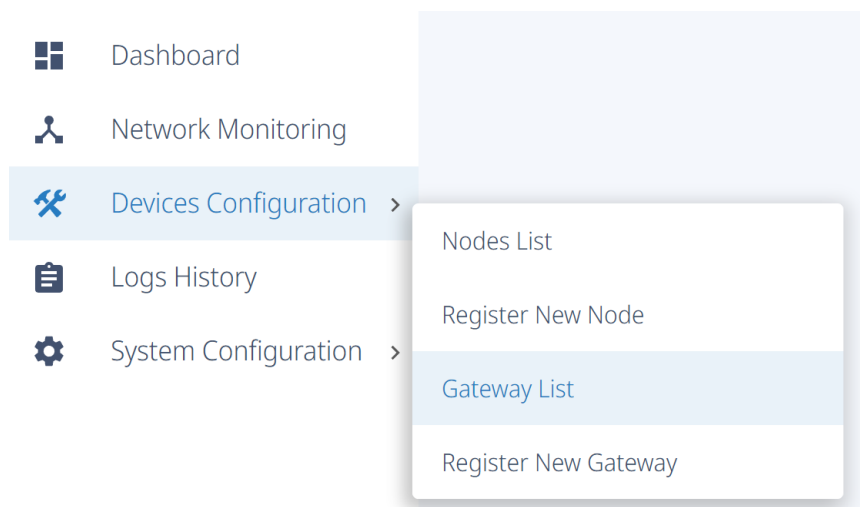 Dashboard
Network Monitoring
Devices Configuration
Logs History
System Configuration
Nodes List
Register New Node
Gateway List
Register New Gateway